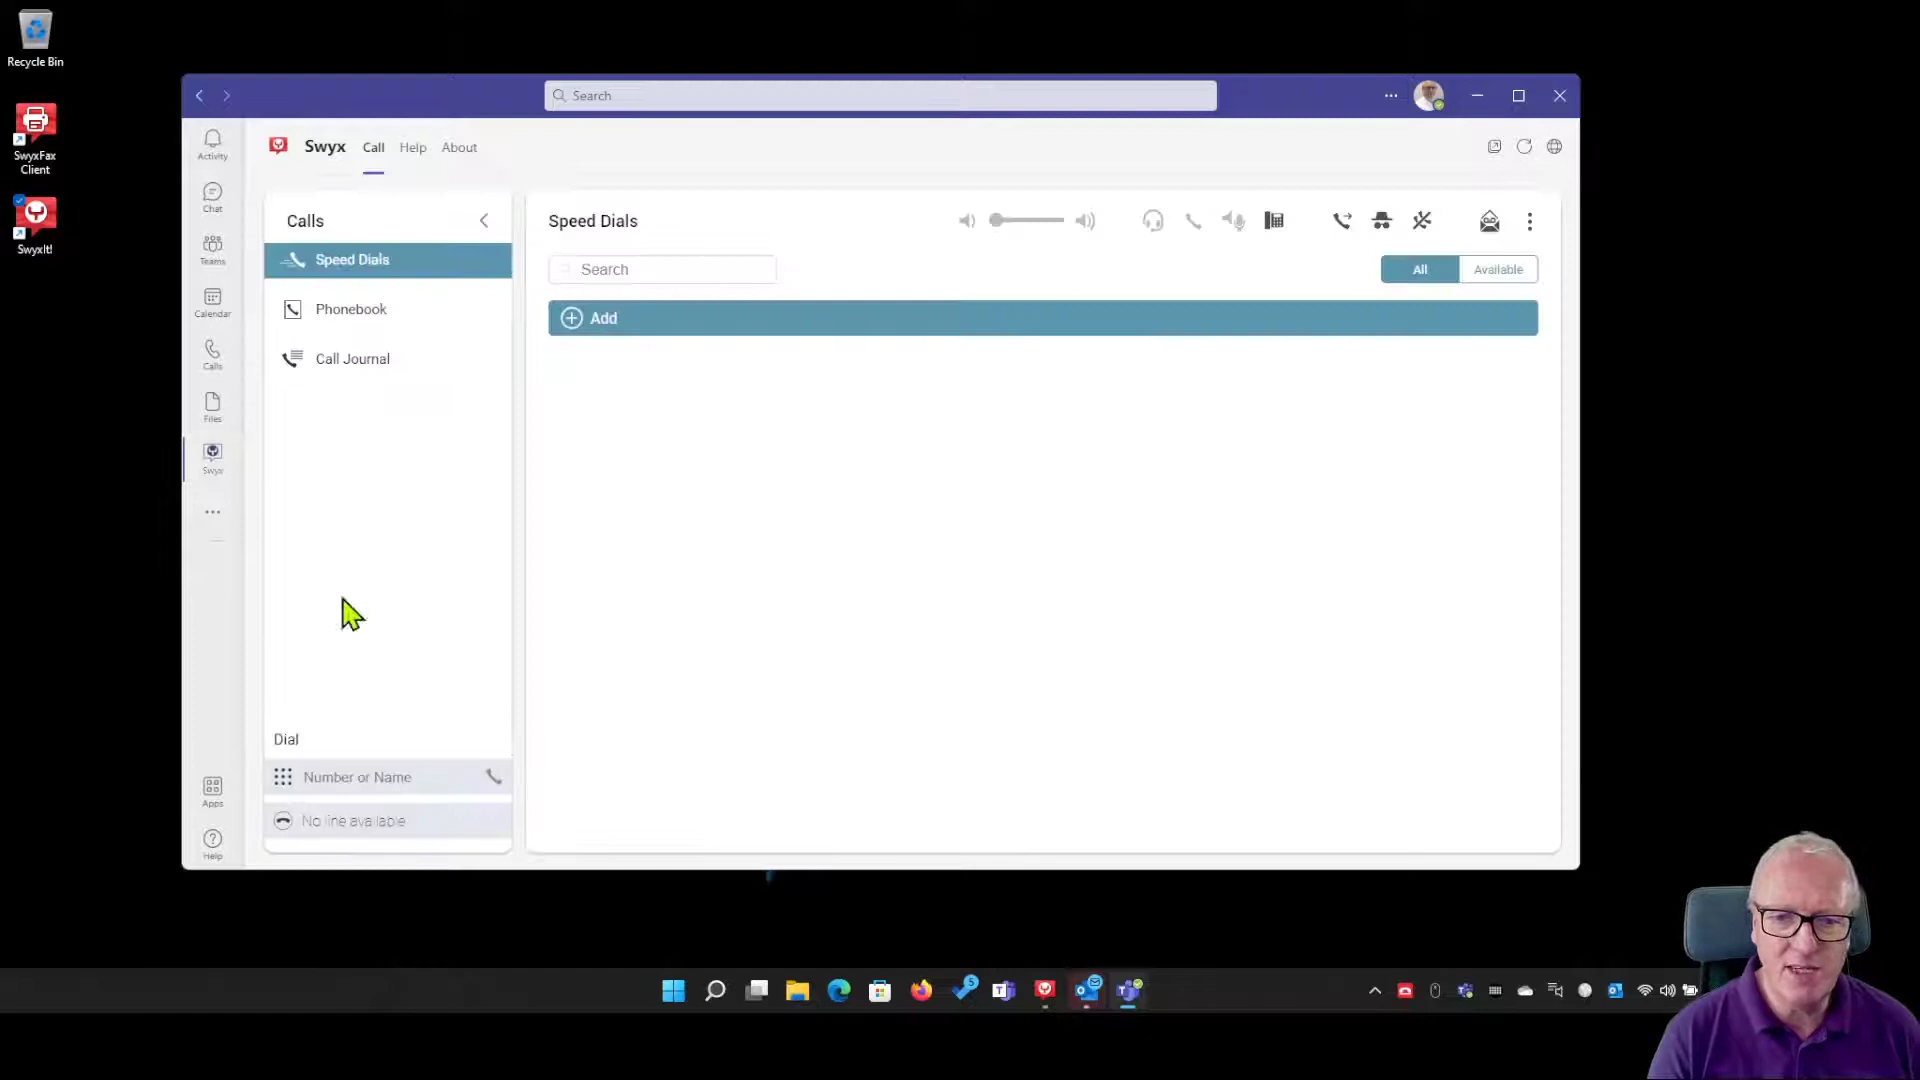 Recycle Bin
SwyxFax
Client
SwyxIt!
Search
Activity
Chat
Teams
Calendar
Calls
Files
Swyx
Apps
Help
Swyx Call Help About
Calls
Speed Dials
Phonebook
Call Journal
Dial
Number or Name
No line available
Speed Dials
Search
All Available
Add
5